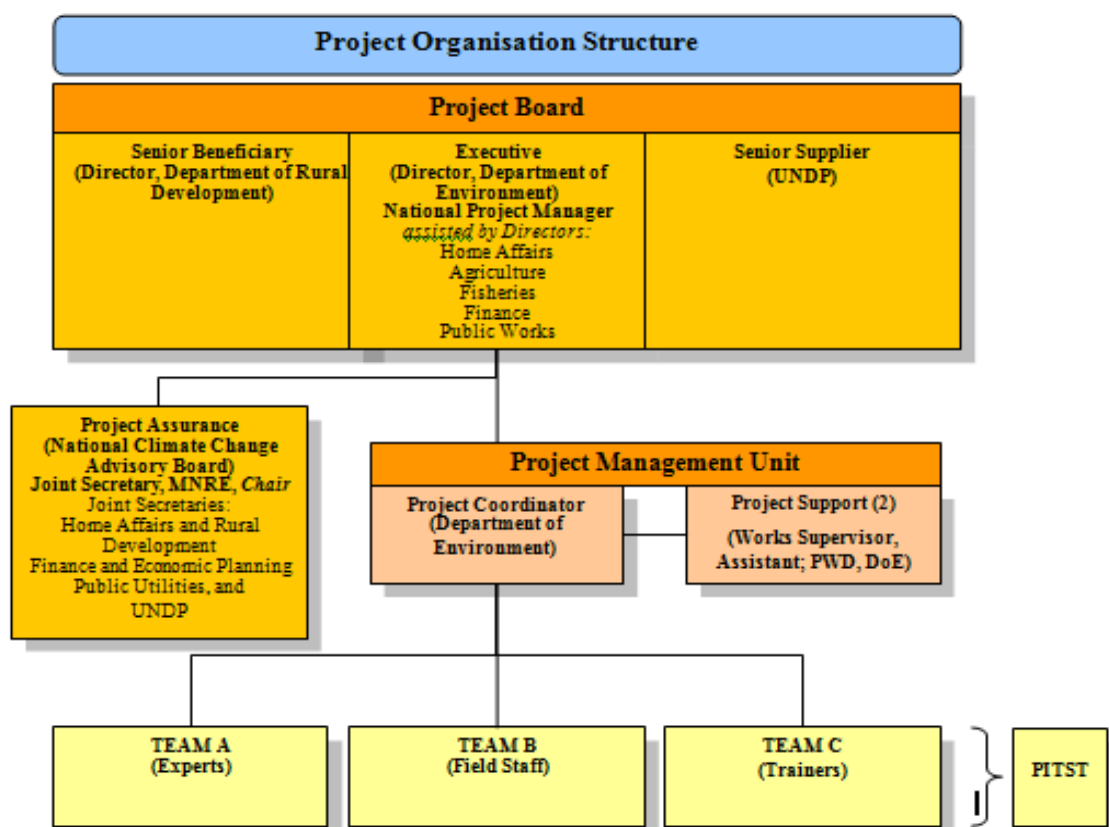 Project Organisation Structure
Project Board
Senior Beneficiary
(Director, Department of Rural
Development)
Executive
(Director, Department of
Environment)
National Project Manager
assisted by Directors:
Home Affairs
Agriculture
Fisheries
Finance
Public Works
Senior Supplier
(UNDP)
Project Assurance
(National Climate Change
Advisory Board)
Joint Secretary, MNRE, Chair
Joint Secretaries:
Home Affairs and Rural
Development
Finance and Economic Planning
Public Utilities, and
UNDP
Project Management Unit
Project Coordinator
(Department of
Environment)
Project Support (2)
(Works Supervisor,
Assistant; PWD, DoE)
TEAM A
(Experts)
TEAM B
(Field Staff)
TEAM C
(Trainers)
PITST